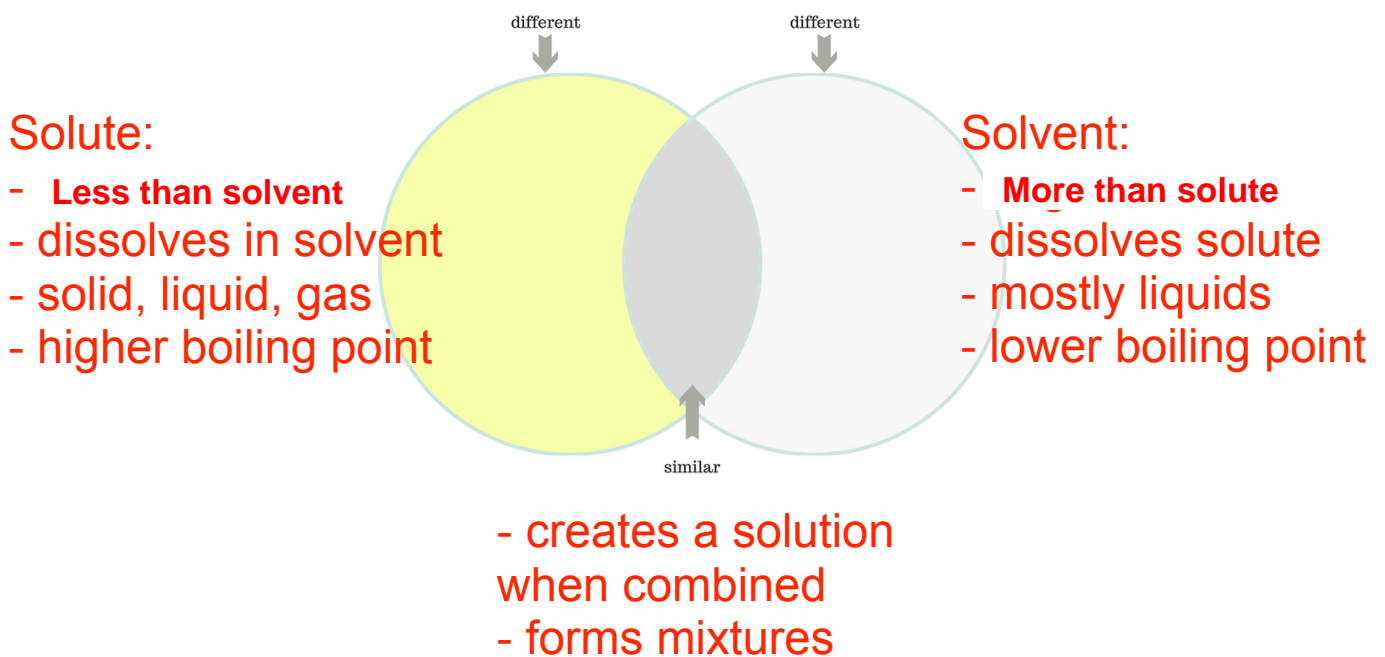 different
different
Solute:
- Less than solvent
- dissolves in solvent
- solid, liquid, gas
- higher boiling point
Solvent:
- More than solute
- dissolves solute
- mostly liquids
- lower boiling point
similar
- creates a solution
when combined
- forms mixtures